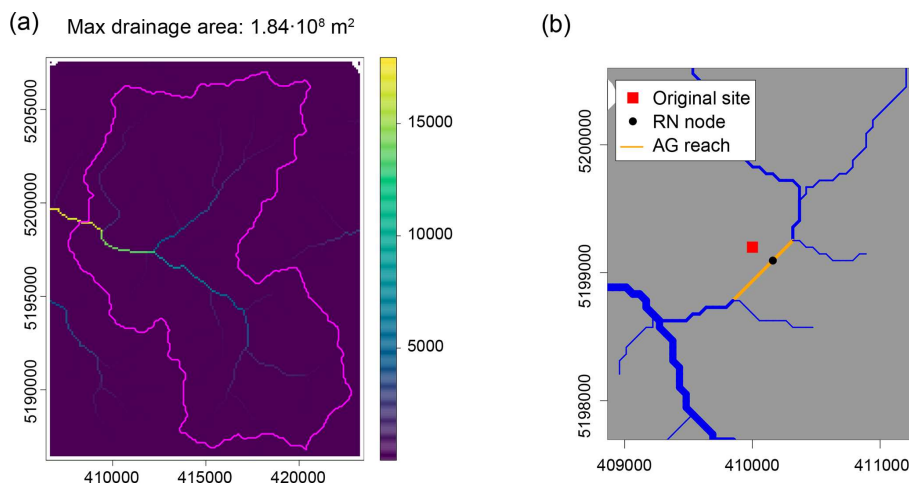 (a)
Max drainage area: 1.84·10⁸ m²
5205000
5200000
5195000
5190000
410000 415000 420000
15000
10000
5000
(b)
Original site
RN node
AG reach
5200000
5199000
5198000
409000 410000 411000